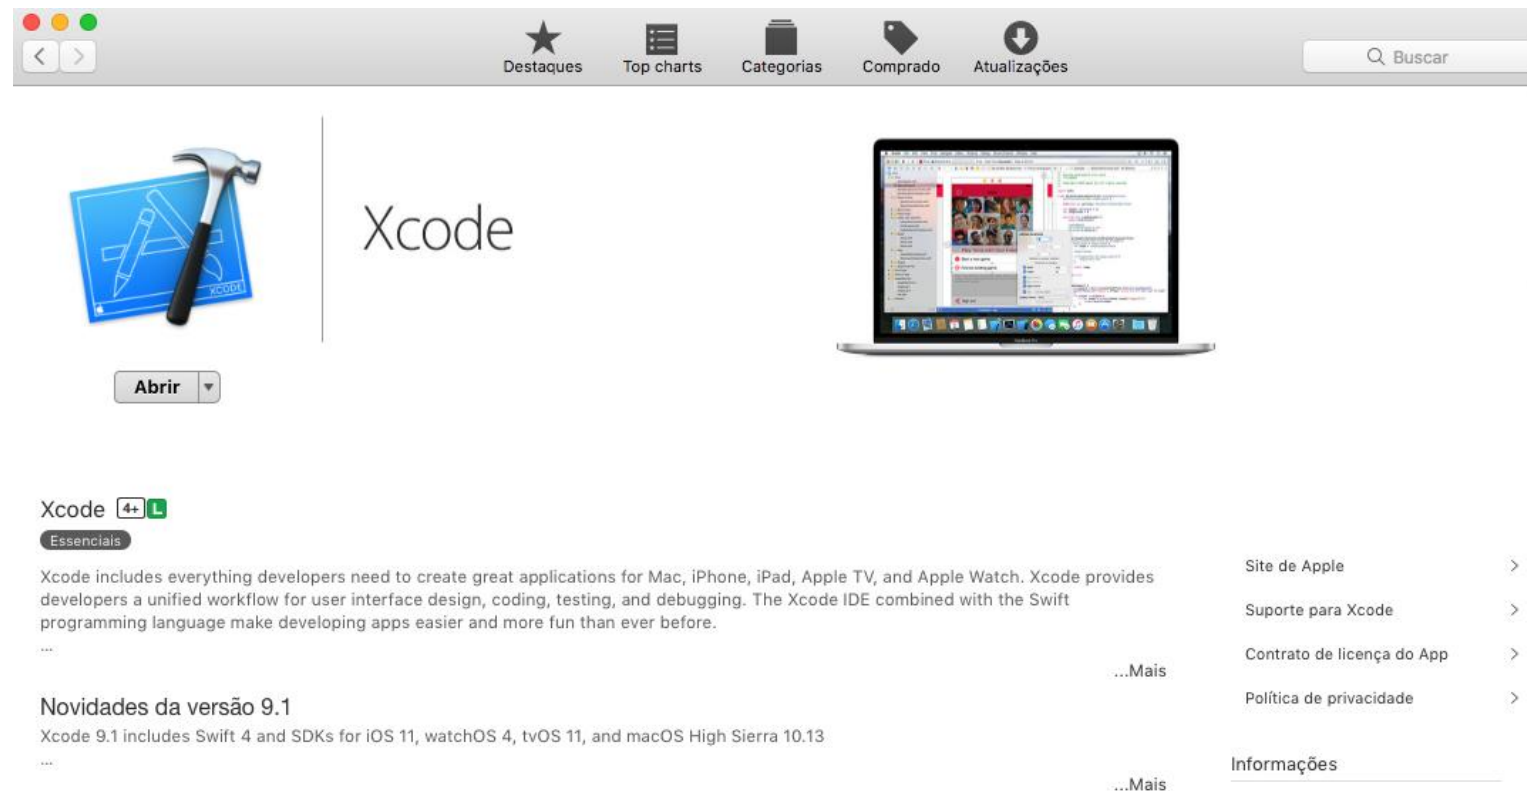 Destaques
Top charts
Categorias
Comprado
Atualizações
Buscar
XCODE
Xcode
Abrir
Xcode 4+ L
Essenciais
Xcode includes everything developers need to create great applications for Mac, iPhone, iPad, Apple TV, and Apple Watch. Xcode provides
developers a unified workflow for user interface design, coding, testing, and debugging. The Xcode IDE combined with the Swift
programming language make developing apps easier and more fun than ever before.
...
...Mais
Novidades da versão 9.1
Xcode 9.1 includes Swift 4 and SDKs for iOS 11, watchOS 4, tvOS 11, and macOS High Sierra 10.13
...
...Mais
Site de Apple
Suporte para Xcode
Contrato de licença do App
Política de privacidade
Informações